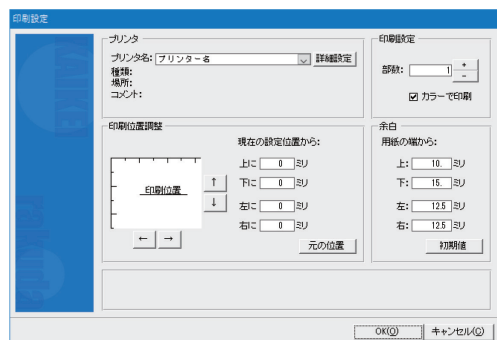 印刷設定
プリンタ
プリンタ名: プリンター名 詳細設定
種類:
場所:
コメント:
印刷設定
部数: 1 + -
カラーで印刷
印刷位置調整
現在の設定位置から:
印刷位置
上に 0 ミリ
↑ 下に 0 ミリ
↓ 左に 0 ミリ
右に 0 ミリ
← → 元の位置
余白
用紙の端から:
上: 10. ミリ
下: 15. ミリ
左: 12.5 ミリ
右: 12.5 ミリ
初期値
OK(O) キャンセル(C)